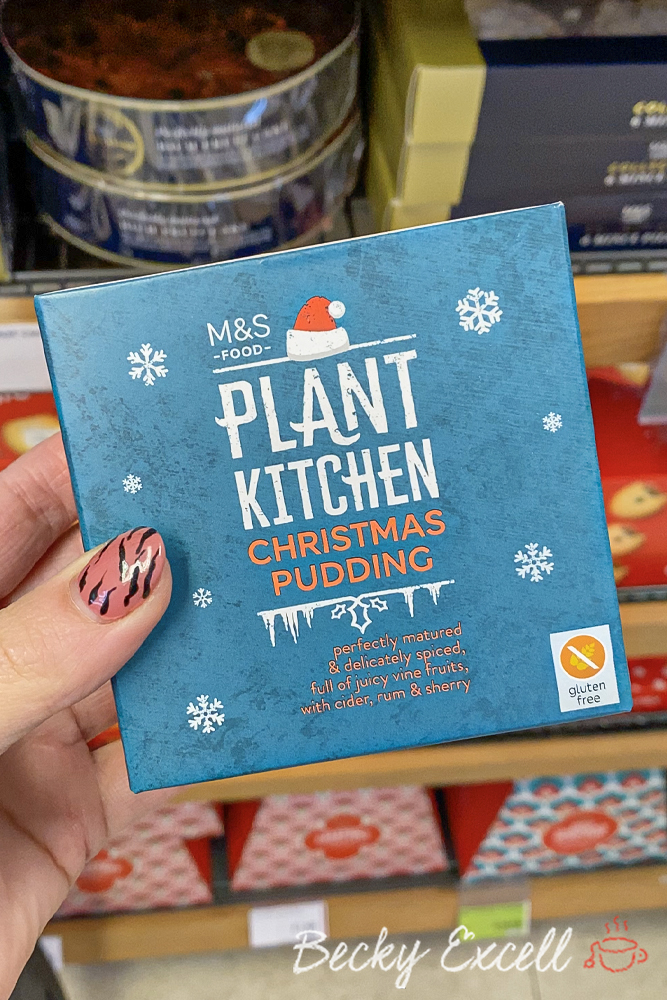 M&S
-FOOD-
PLANT
KITCHEN
CHRISTMAS
PUDDING
perfectly matured
& delicately spiced,
full of juicy vine fruits,
with cider, rum & sherry
gluten
free
Becky Excell